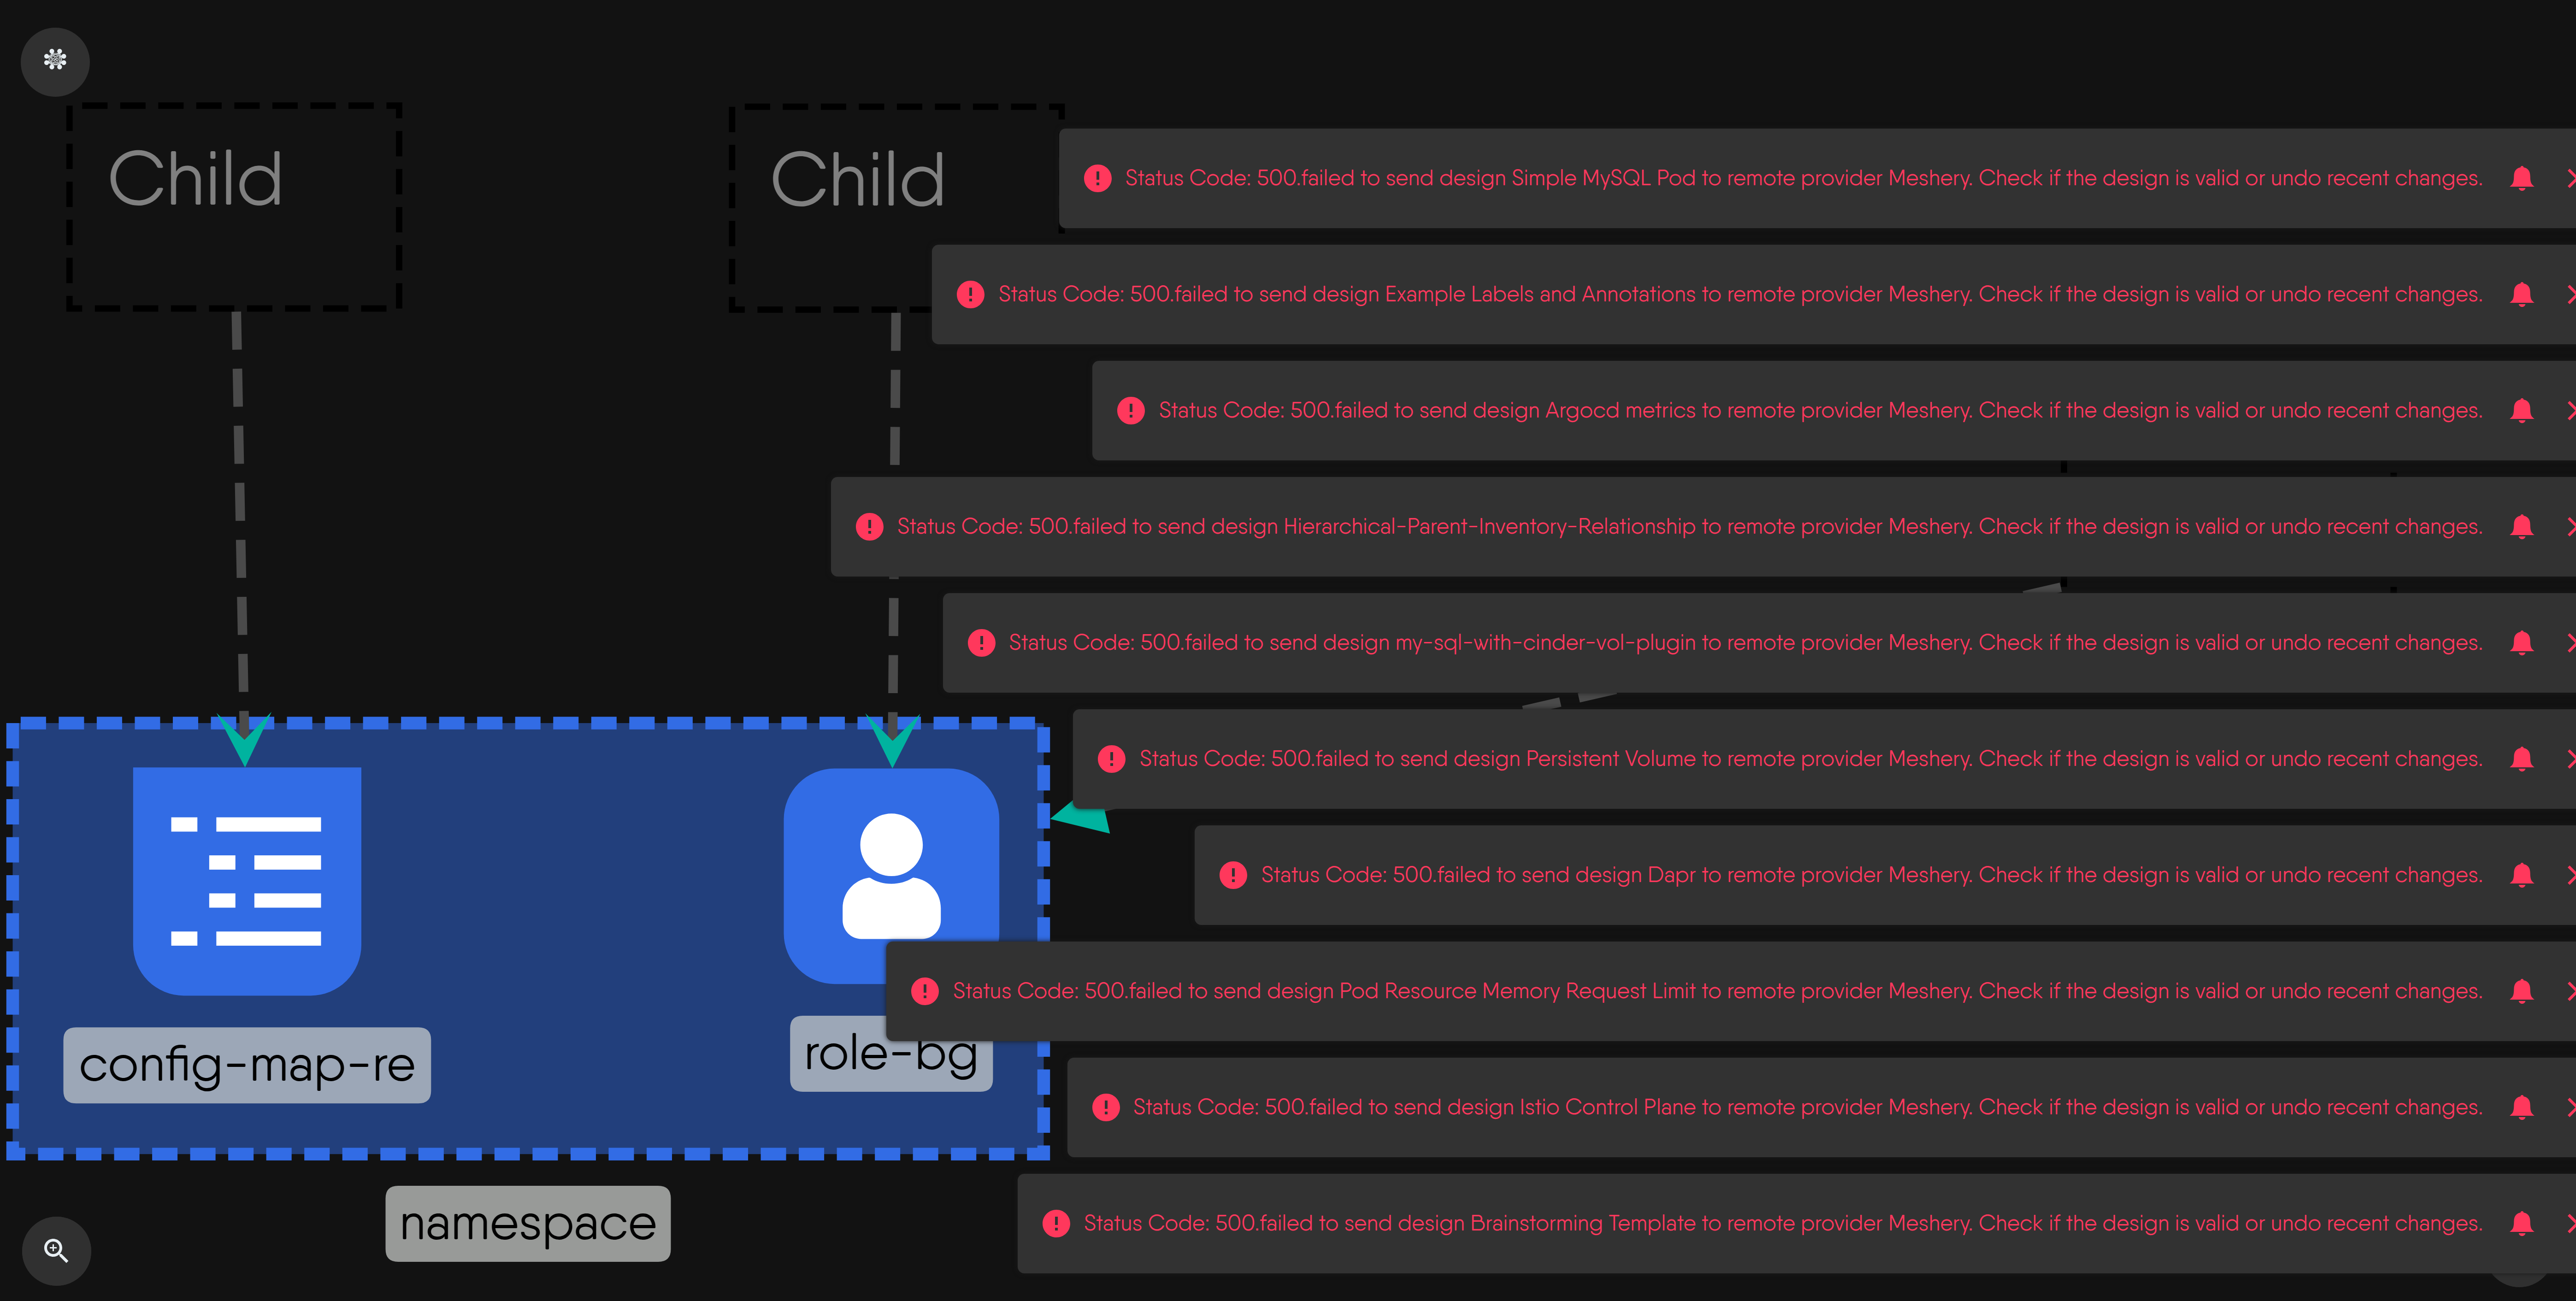 Child
Child
Status Code: 500.failed to send design Simple MySQL Pod to remote provider Meshery. Check if the design is valid or undo recent changes.
Status Code: 500.failed to send design Example Labels and Annotations to remote provider Meshery. Check if the design is valid or undo recent changes.
Status Code: 500.failed to send design Argocd metrics to remote provider Meshery. Check if the design is valid or undo recent changes.
Status Code: 500.failed to send design Hierarchical-Parent-Inventory-Relationship to remote provider Meshery. Check if the design is valid or undo recent changes.
Status Code: 500.failed to send design my-sql-with-cinder-vol-plugin to remote provider Meshery. Check if the design is valid or undo recent changes.
Status Code: 500.failed to send design Persistent Volume to remote provider Meshery. Check if the design is valid or undo recent changes.
Status Code: 500.failed to send design Dapr to remote provider Meshery. Check if the design is valid or undo recent changes.
Status Code: 500.failed to send design Pod Resource Memory Request Limit to remote provider Meshery. Check if the design is valid or undo recent changes.
config-map-re
role-bg
Status Code: 500.failed to send design Istio Control Plane to remote provider Meshery. Check if the design is valid or undo recent changes.
namespace
Status Code: 500.failed to send design Brainstorming Template to remote provider Meshery. Check if the design is valid or undo recent changes.